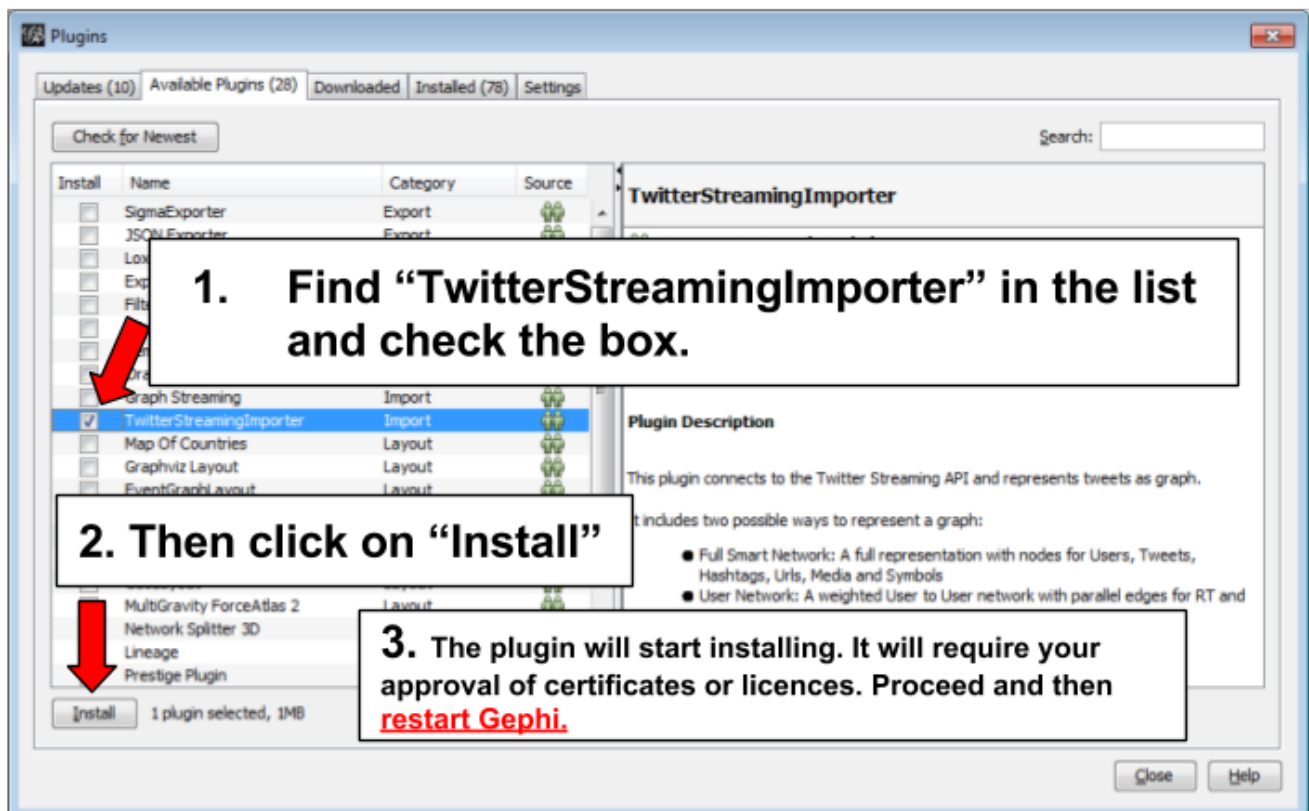 Plugins
Updates (10) Available Plugins (28) Downloaded Installed (78) Settings
Check for Newest Search:
Install Name Category Source
TwitterStreamingImporter
SigmaExporter Export
JSON Exporter Export
1. Find “TwitterStreamingImporter” in the list
and check the box.
Graph Streaming Import
TwitterStreamingImporter Import
Map Of Countries Layout
Graphviz Layout Layout
EventGraphLayout Layout
Plugin Description
This plugin connects to the Twitter Streaming API and represents tweets as graph.
It includes two possible ways to represent a graph:
● Full Smart Network: A full representation with nodes for Users, Tweets,
Hashtags, Urls, Media and Symbols
● User Network: A weighted User to User network with parallel edges for RT and
2. Then click on “Install”
MultiGravity ForceAtlas 2 Layout
Network Splitter 3D
Lineage
Prestige Plugin
3. The plugin will start installing. It will require your
approval of certificates or licences. Proceed and then
restart Gephi.
Install 1 plugin selected, 1MB
Close Help